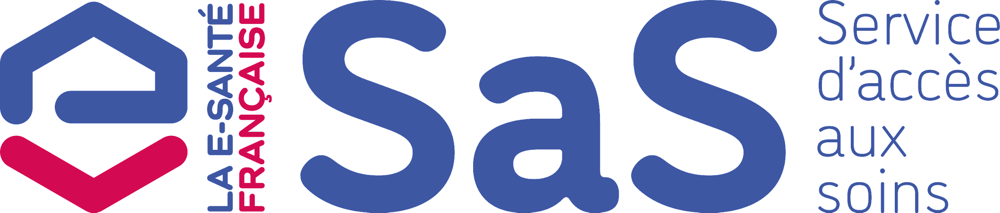 LA E-SANTÉ
FRANÇAISE
SaS
Service
d'accès
aux
soins